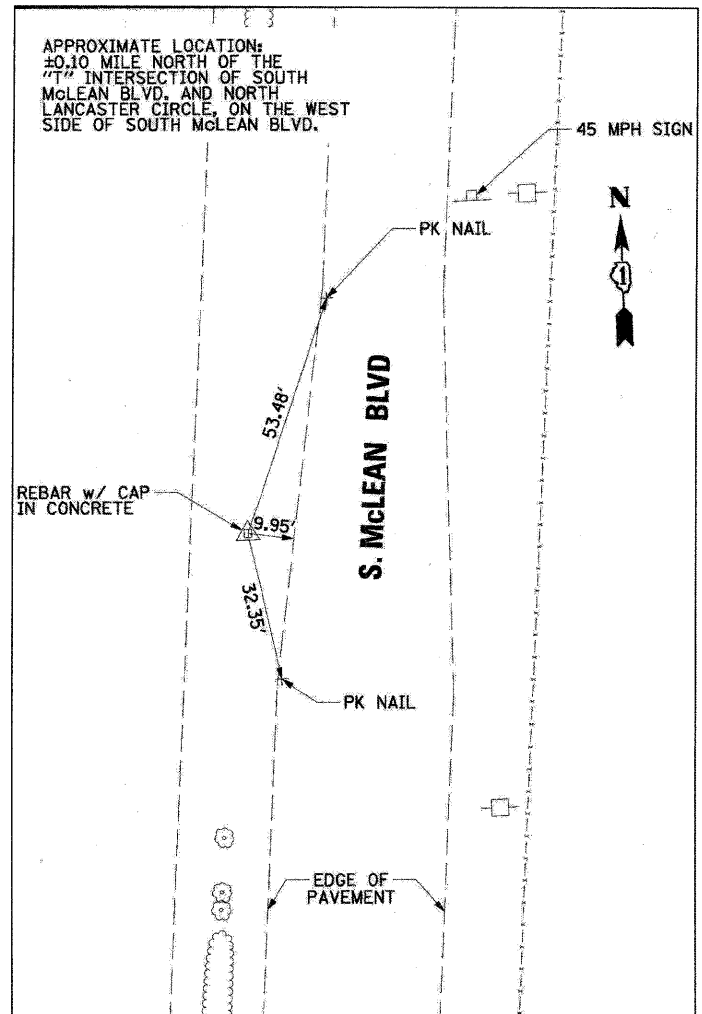 APPROXIMATE LOCATION:
±0.10 MILE NORTH OF THE
"T" INTERSECTION OF SOUTH
McLEAN BLVD. AND NORTH
LANCASTER CIRCLE, ON THE WEST
SIDE OF SOUTH McLEAN BLVD.
45 MPH SIGN
N
1
PK NAIL
53.48'
S. McLEAN BLVD
REBAR w/ CAP
IN CONCRETE
9.95'
32.35'
PK NAIL
EDGE OF
PAVEMENT